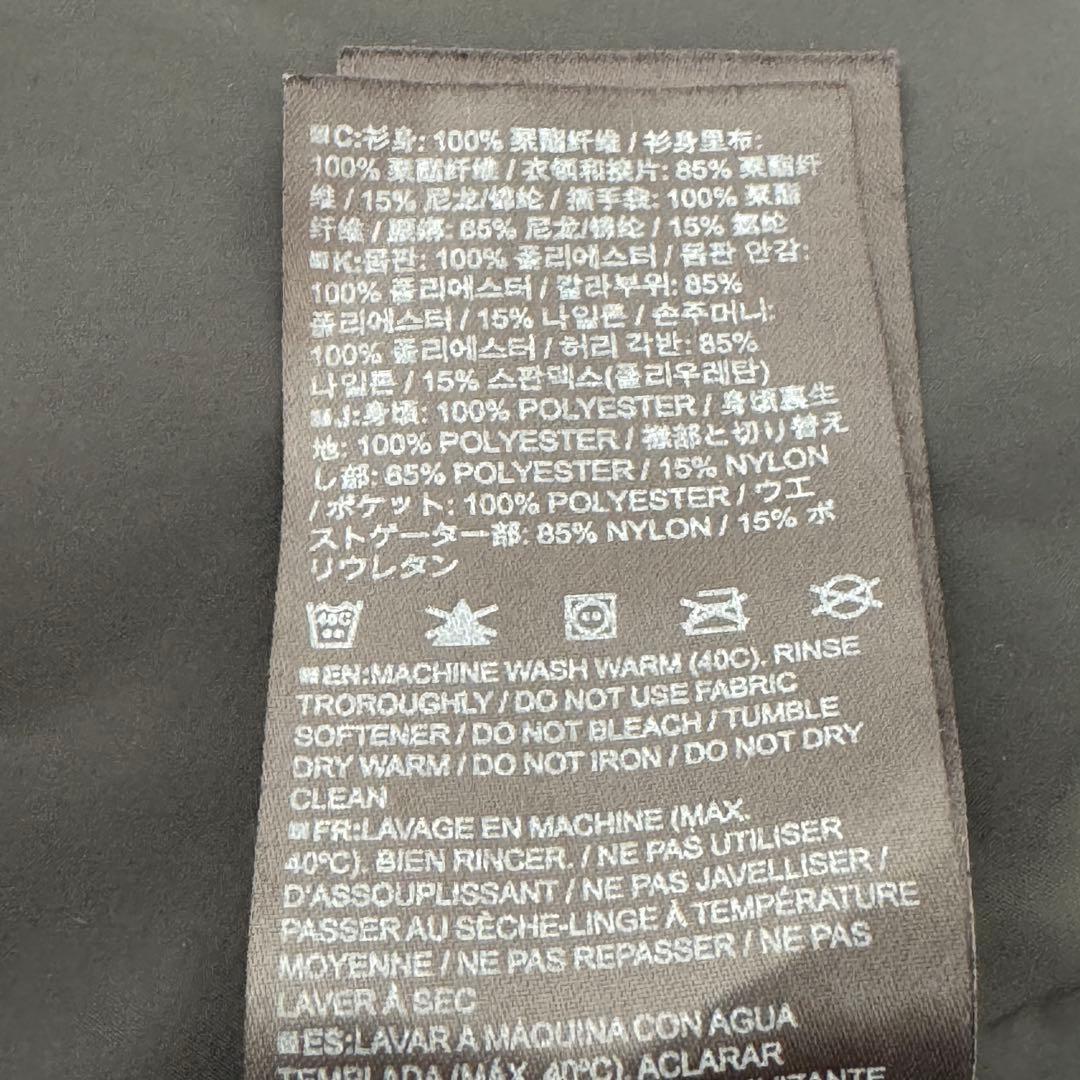 C:衫身: 100% 聚酯纤维 / 衫身里布:
100% 聚酯纤维 / 衣领和接片: 85% 聚酯纤
维 / 15% 尼龙/锦纶 / 插手袋: 100% 聚酯
纤维 / 85% 尼龙/锦纶 / 15% 氨纶
K:몸판: 100% 폴리에스터 / 몸판 안감:
100% 폴리에스터 / 칼라부위: 85%
폴리에스터 / 15% 나일론 / 손주머니:
100% 폴리에스터 / 허리 각반: 85%
나일론 / 15% 스판덱스(폴리우레탄)
J:身頃: 100% POLYESTER / 身頃裏生
地: 100% POLYESTER / 襟部と切り替え
し部: 85% POLYESTER / 15% NYLON
/ ポケット: 100% POLYESTER / ウエ
ストゲーター部: 85% NYLON / 15% ポ
リウレタン
40C
EN:MACHINE WASH WARM (40C). RINSE
TROROUGHLY / DO NOT USE FABRIC
SOFTENER / DO NOT BLEACH / TUMBLE
DRY WARM / DO NOT IRON / DO NOT DRY
CLEAN
FR:LAVAGE EN MACHINE (MAX.
40ºC). BIEN RINCER. / NE PAS UTILISER
D'ASSOUPLISSANT / NE PAS JAVELLISER /
PASSER AU SÈCHE-LINGE À TEMPÉRATURE
MOYENNE / NE PAS REPASSER / NE PAS
LAVER À SEC
ES:LAVAR A MÁQUINA CON AGUA
TEMPLADA (MÁX. 40ºC). ACLARAR